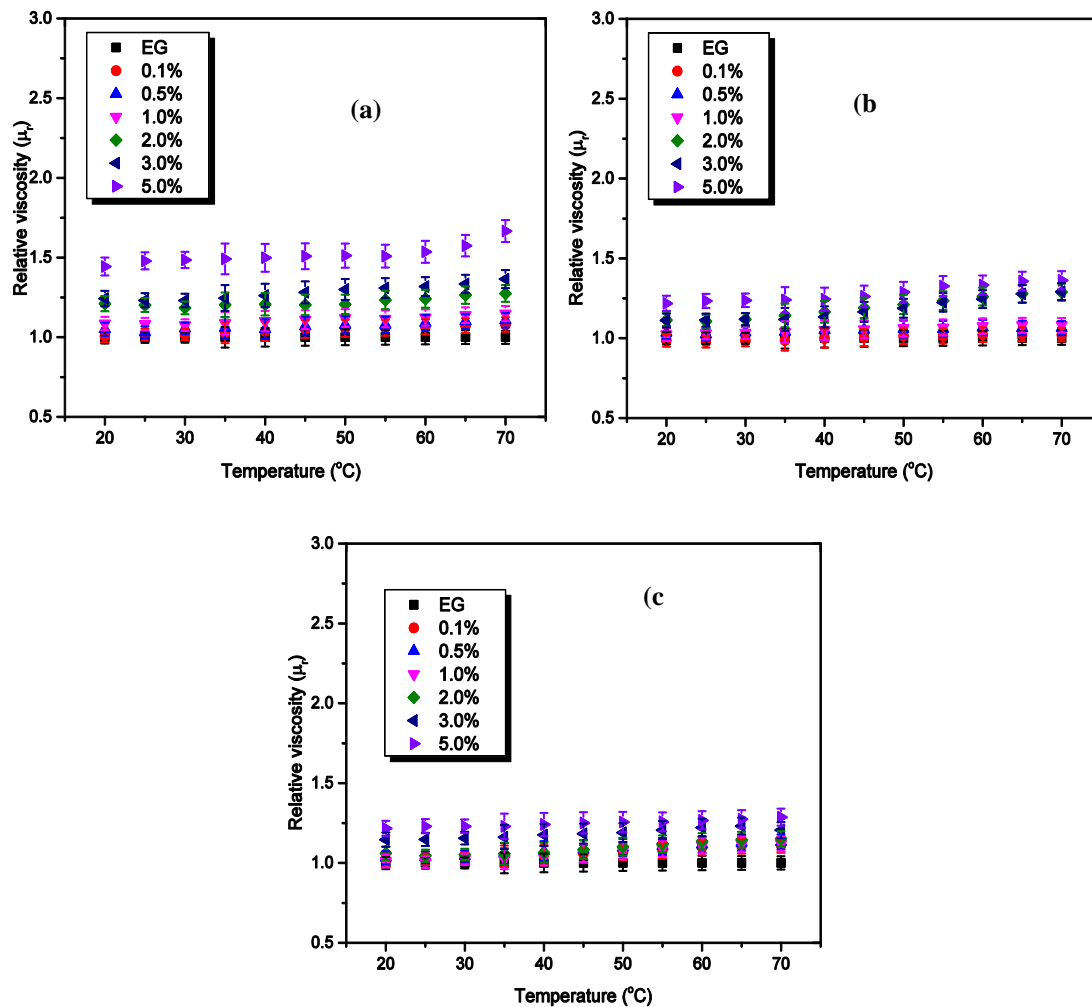 3.0
2.5
2.0
1.5
1.0
0.5
Relative viscosity (μr)
EG
0.1%
0.5%
1.0%
2.0%
3.0%
5.0%
(a)
20 30 40 50 60 70
Temperature (°C)
3.0
2.5
2.0
1.5
1.0
0.5
Relative viscosity (μr)
EG
0.1%
0.5%
1.0%
2.0%
3.0%
5.0%
(b)
20 30 40 50 60 70
Temperature (°C)
3.0
2.5
2.0
1.5
1.0
0.5
Relative viscosity (μr)
EG
0.1%
0.5%
1.0%
2.0%
3.0%
5.0%
(c
20 30 40 50 60 70
Temperature (°C)